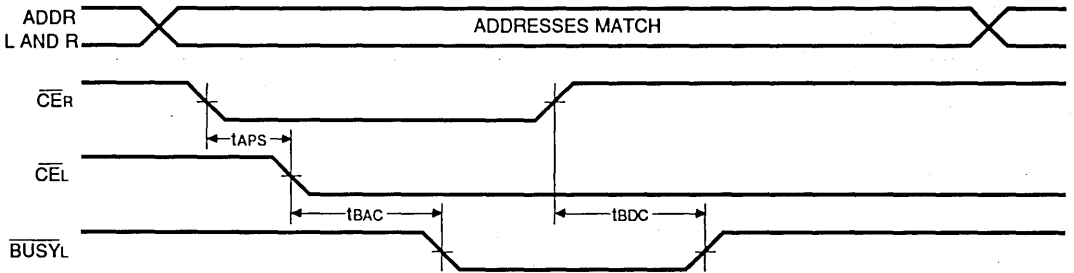 ADDR
L AND R
ADDRESSES MATCH
CER
tAPS
CEL
tBAC
tBDC
BUSYL